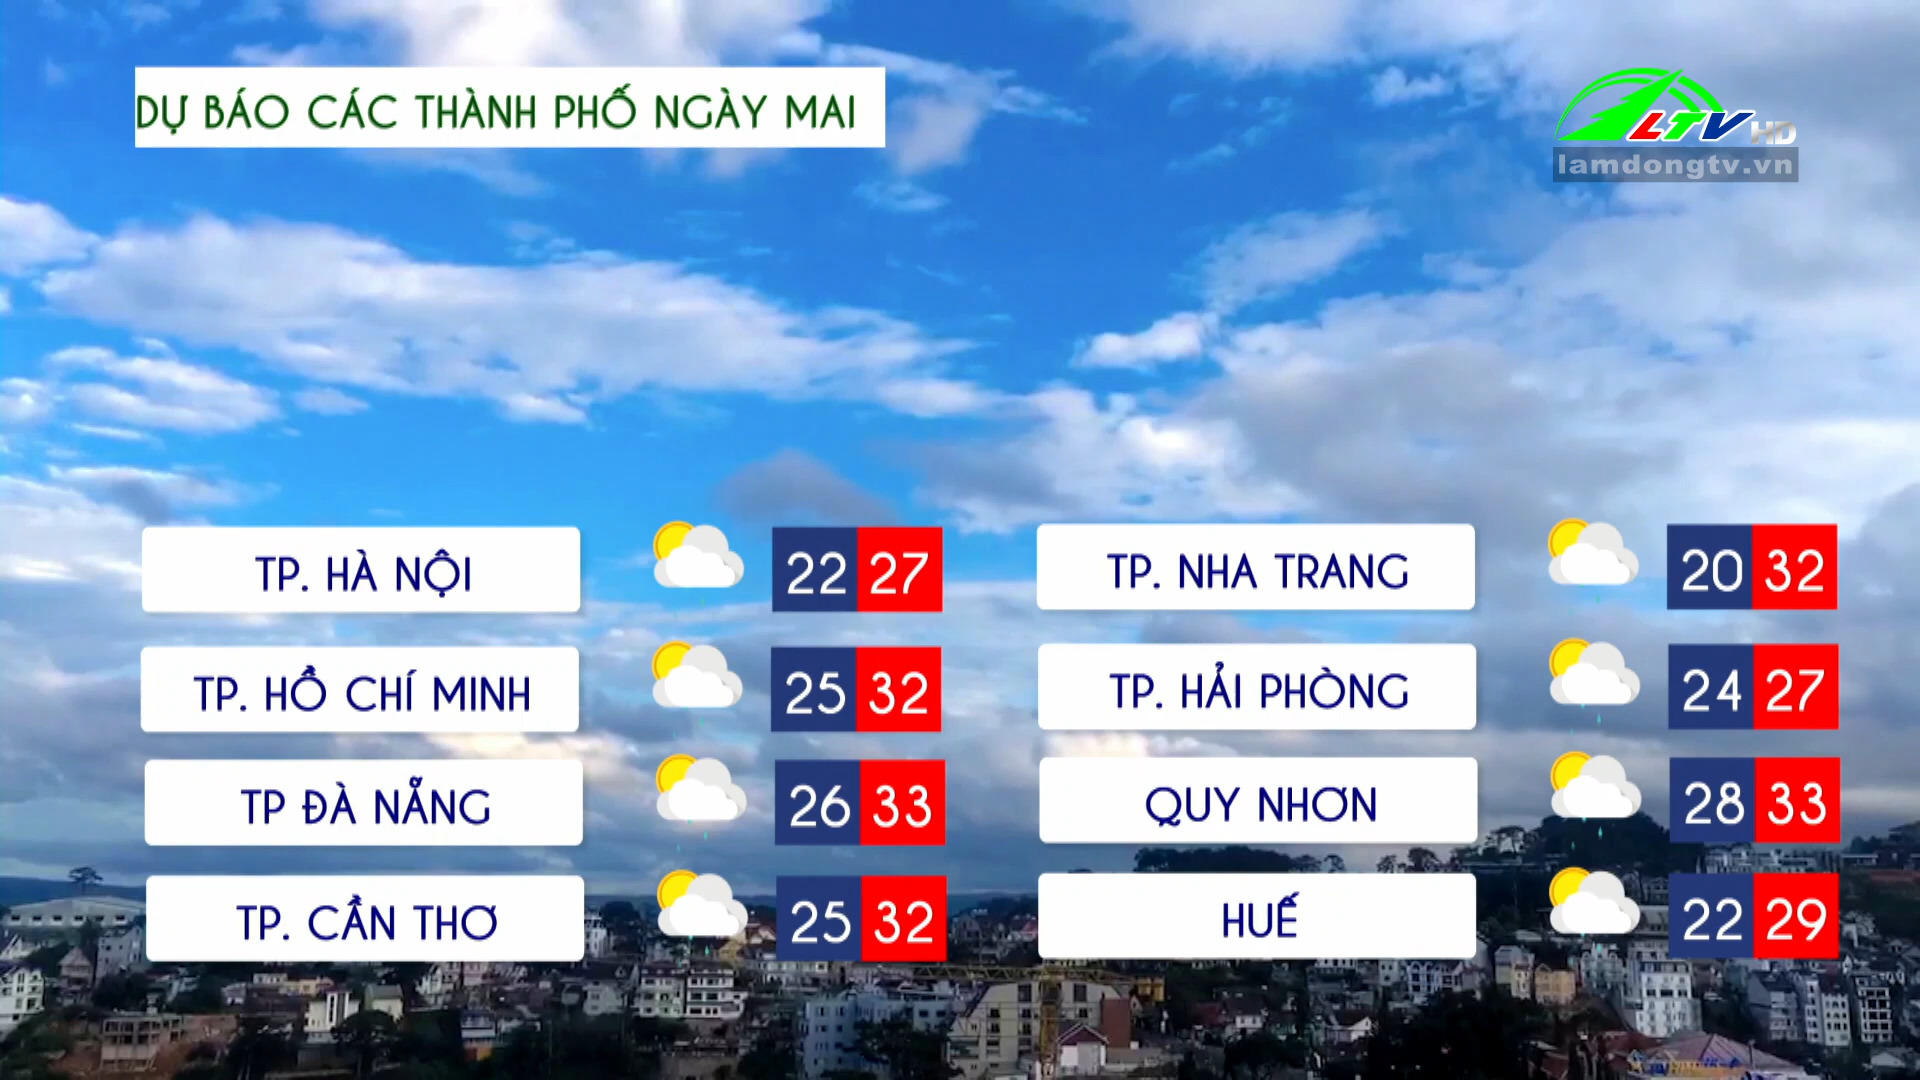 DỰ BÁO CÁC THÀNH PHỐ NGÀY MAI
LTV HD
lamdongtv.vn
TP. HÀ NỘI 22 27
TP. HỒ CHÍ MINH 25 32
TP ĐÀ NẴNG 26 33
TP. CẦN THƠ 25 32
TP. NHA TRANG 20 32
TP. HẢI PHÒNG 24 27
QUY NHƠN 28 33
HUẾ 22 29